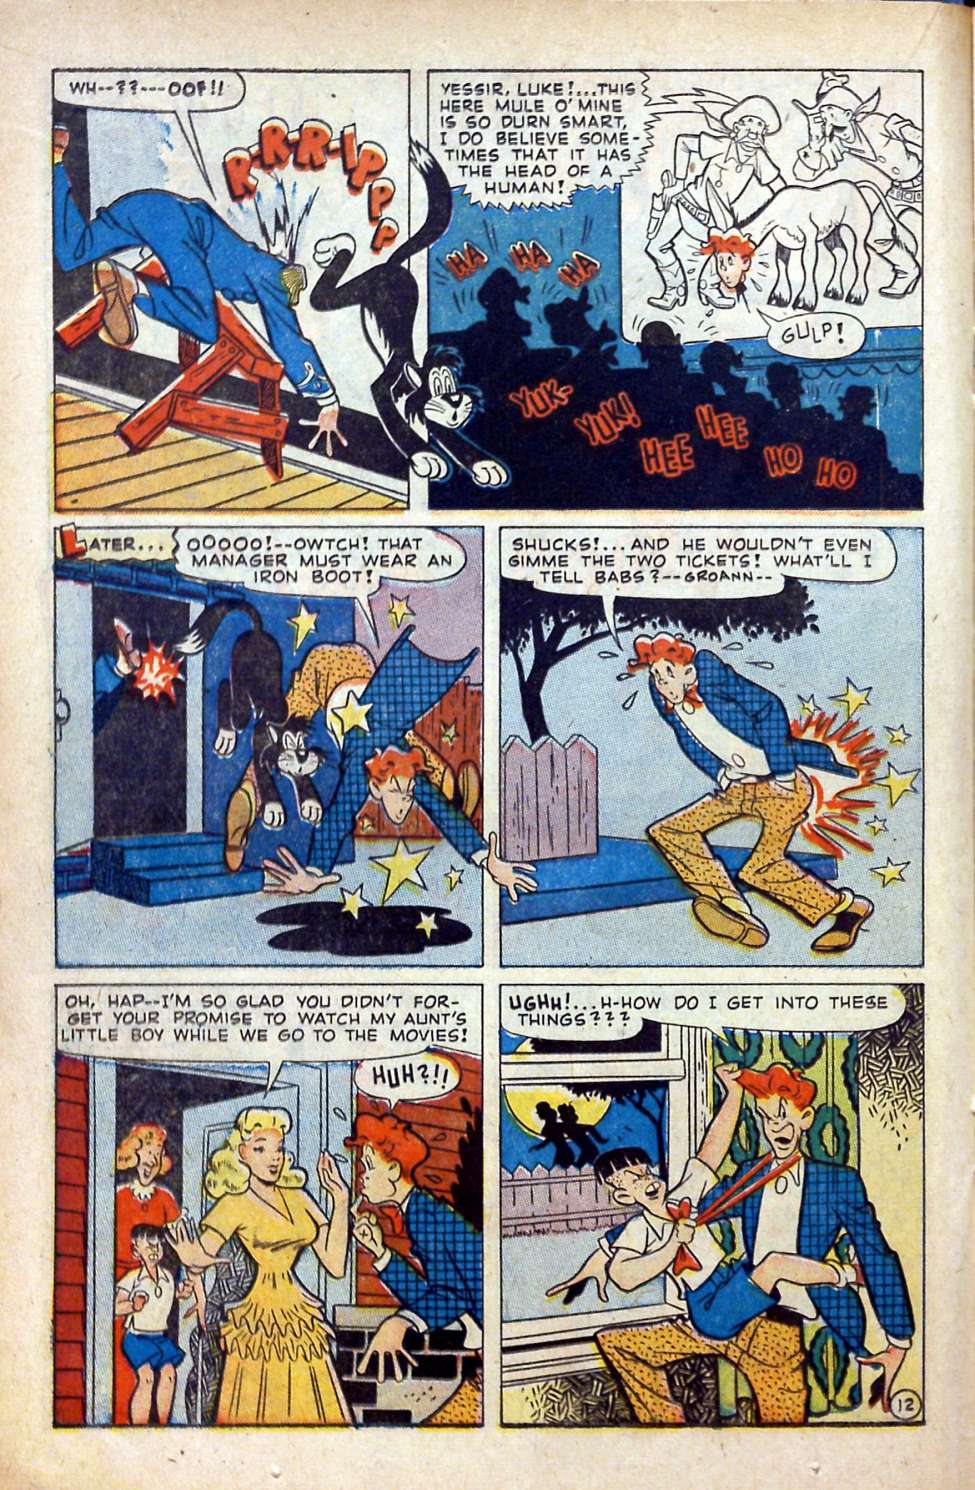 WH--??---OOF!!
R-R-R-I-PPPP
YESSIR, LUKE!...THIS
HERE MULE O' MINE
IS SO DURN SMART,
I DO BELIEVE SOME-
TIMES THAT IT HAS
THE HEAD OF A
HUMAN!
HA HA HA
GULP!
YUK-
YUK!
HEE HEE
HO HO
LATER...
OOOOO!--OWTCH! THAT
MANAGER MUST WEAR AN
IRON BOOT!
SHUCKS!...AND HE WOULDN'T EVEN
GIMME THE TWO TICKETS! WHAT'LL I
TELL BABS?--GROANN--
OH, HAP--I'M SO GLAD YOU DIDN'T FOR-
GET YOUR PROMISE TO WATCH MY AUNT'S
LITTLE BOY WHILE WE GO TO THE MOVIES!
HUH?!!
UGHH!...H-HOW DO I GET INTO THESE
THINGS???
12